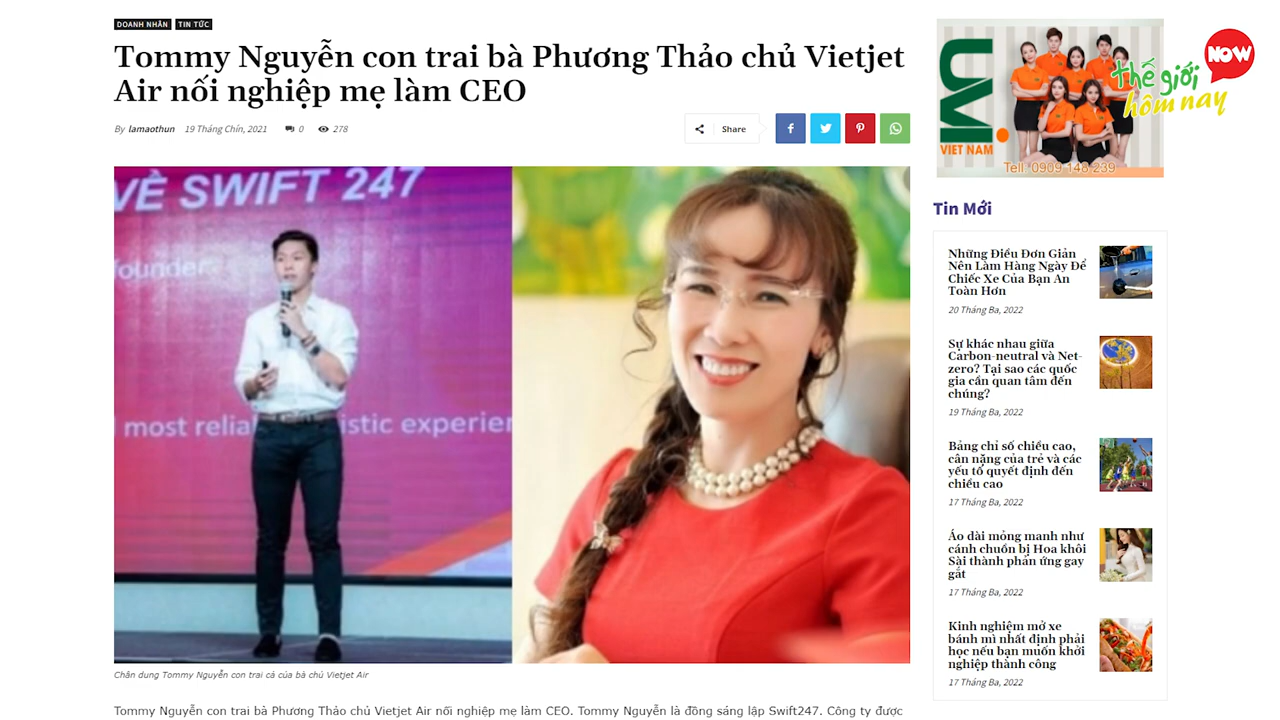 DOANH NHÂN TIN TỨC
Tommy Nguyễn con trai bà Phương Thảo chủ Vietjet
Air nối nghiệp mẹ làm CEO
By lamaothun 19 Tháng Chín, 2021 0 278
Share
VỀ SWIFT 247
founder
most relia
istic experien
Chân dung Tommy Nguyễn con trai cả của bà chủ VietJet Air
Tommy Nguyễn con trai bà Phương Thảo chủ Vietjet Air nối nghiệp mẹ làm CEO. Tommy Nguyễn là đồng sáng lập Swift247. Công ty được
UMI
VIET NAM
Tell 0909 148 239
NOW
thế giới
hôm nay
Tin Mới
Những Điều Đơn Giản
Nên Làm Hàng Ngày Để
Chiếc Xe Của Bạn An
Toàn Hơn
20 Tháng Ba, 2022
Sự khác nhau giữa
Carbon-neutral và Net-
zero? Tại sao các quốc
gia cần quan tâm đến
chúng?
19 Tháng Ba, 2022
Bảng chỉ số chiều cao,
cân nặng của trẻ và các
yếu tố quyết định đến
chiều cao
17 Tháng Ba, 2022
Áo dài mỏng manh như
cánh chuồn bị Hoa khôi
Sài thành phản ứng gay
gắt
17 Tháng Ba, 2022
Kinh nghiệm mở xe
bánh mì nhất định phải
học nếu bạn muốn khởi
nghiệp thành công
17 Tháng Ba, 2022